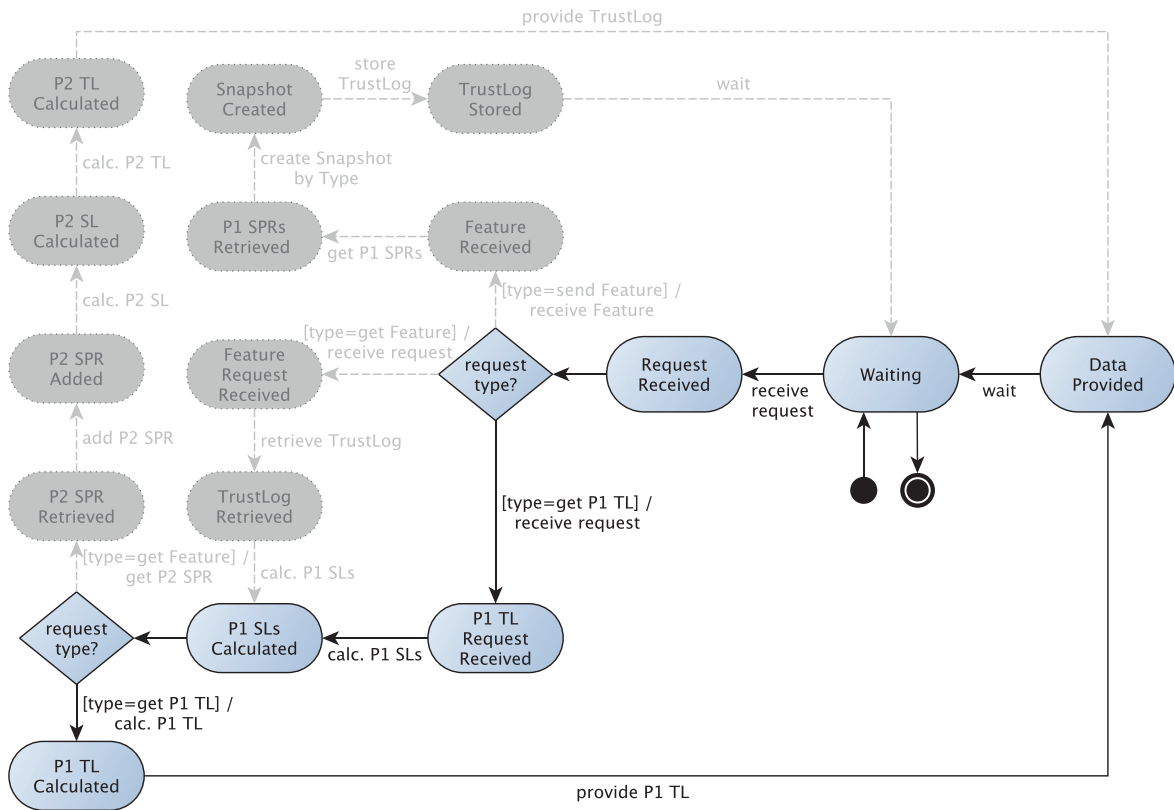 provide TrustLog
P2 TL
Calculated
Snapshot
Created
store
TrustLog
TrustLog
Stored
wait
calc. P2 TL
create Snapshot
by Type
P2 SL
Calculated
P1 SPRs
Retrieved
get P1 SPRs
Feature
Received
calc. P2 SL
[type=send Feature] /
receive Feature
[type=get Feature] /
receive request
P2 SPR
Added
Feature
Request
Received
request
type?
Request
Received
receive
request
Waiting
wait
Data
Provided
add P2 SPR
retrieve TrustLog
P2 SPR
Retrieved
TrustLog
Retrieved
[type=get P1 TL] /
receive request
[type=get Feature] /
get P2 SPR
calc. P1 SLs
request
type?
P1 SLs
Calculated
calc. P1 SLs
P1 TL
Request
Received
[type=get P1 TL] /
calc. P1 TL
P1 TL
Calculated
provide P1 TL